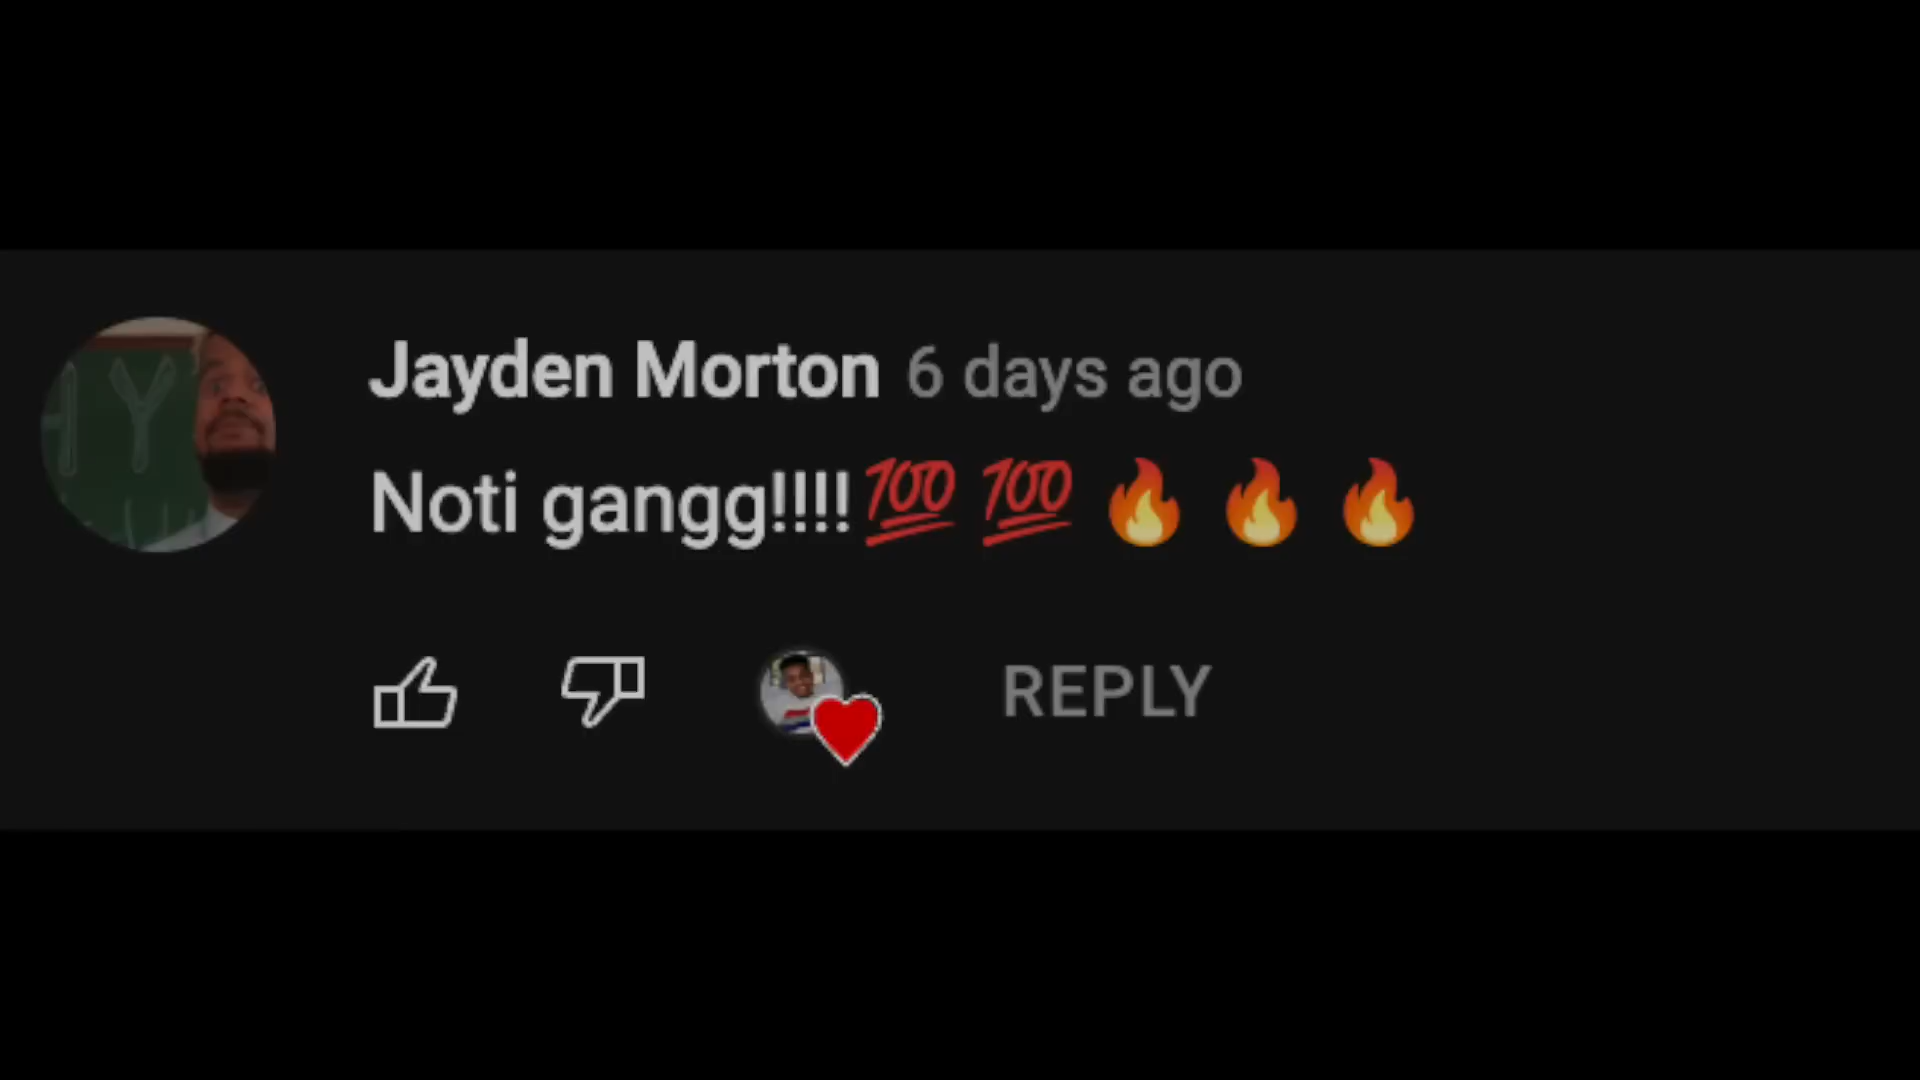 Jayden Morton 6 days ago
Noti gangg!!!!💯 💯 🔥 🔥 🔥
REPLY